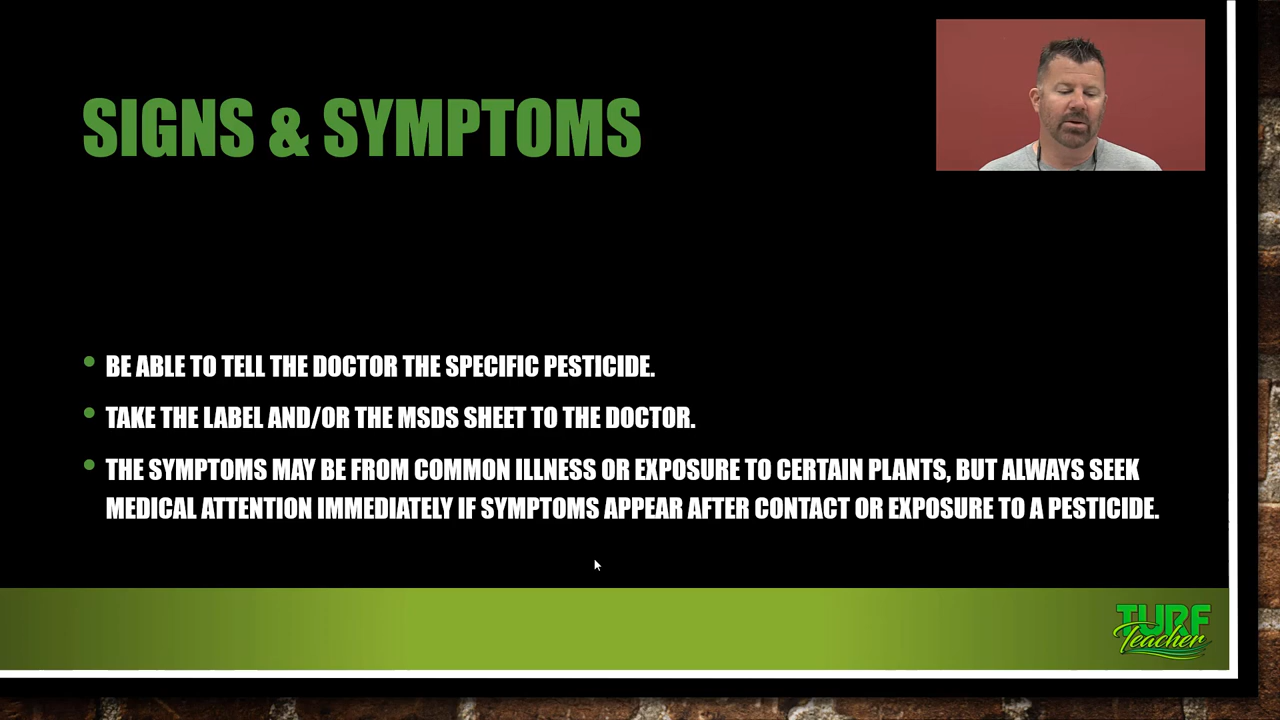 SIGNS & SYMPTOMS
BE ABLE TO TELL THE DOCTOR THE SPECIFIC PESTICIDE.
TAKE THE LABEL AND/OR THE MSDS SHEET TO THE DOCTOR.
THE SYMPTOMS MAY BE FROM COMMON ILLNESS OR EXPOSURE TO CERTAIN PLANTS, BUT ALWAYS SEEK
MEDICAL ATTENTION IMMEDIATELY IF SYMPTOMS APPEAR AFTER CONTACT OR EXPOSURE TO A PESTICIDE.
TURF
Teacher